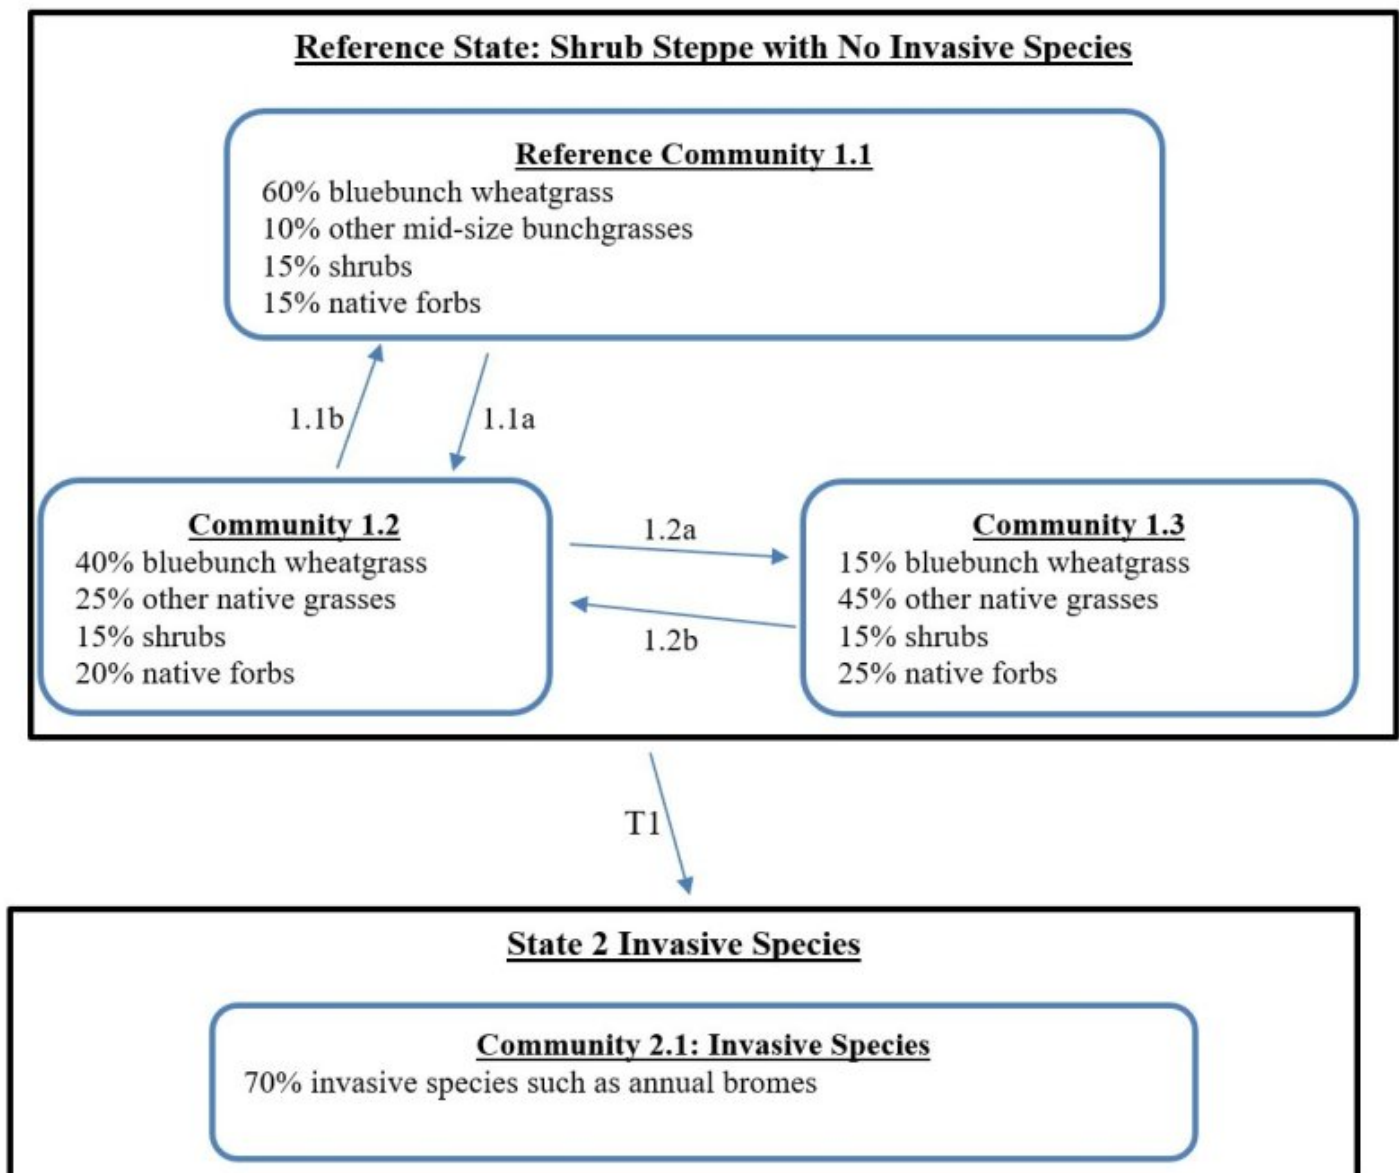 Reference State: Shrub Steppe with No Invasive Species
Reference Community 1.1
60% bluebunch wheatgrass
10% other mid-size bunchgrasses
15% shrubs
15% native forbs
1.1b
1.1a
Community 1.2
40% bluebunch wheatgrass
25% other native grasses
15% shrubs
20% native forbs
1.2a
1.2b
Community 1.3
15% bluebunch wheatgrass
45% other native grasses
15% shrubs
25% native forbs
T1
State 2 Invasive Species
Community 2.1: Invasive Species
70% invasive species such as annual bromes